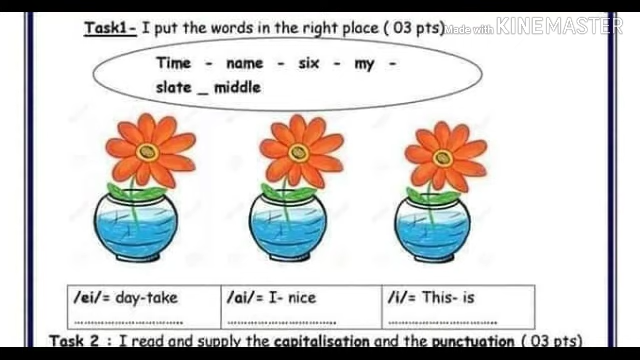 Task1- I put the words in the right place ( 03 pts)
Made with KINEMASTER
Time - name - six - my -
slate _ middle
/ei/= day-take
/ai/= I- nice
/i/= This- is
................................
................................
................................
Task 2 : I read and supply the capitalisation and the punctuation ( 03 pts)